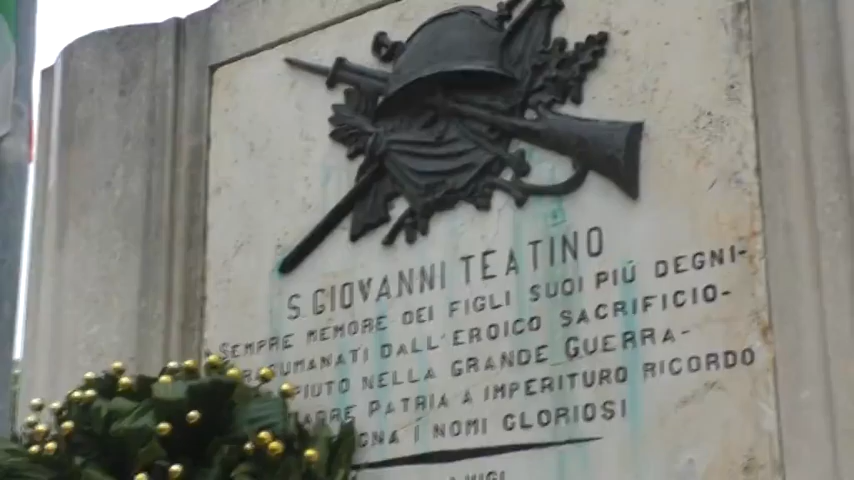 S. GIOVANNI TEATINO
SEMPRE MEMORE DEI FIGLI SUOI PIÚ DEGNI-
DALL'EROICO SACRIFICIO,-
NELLA GRANDE GUERRA-
PATRIA A IMPERITURO RICORDO
I NOMI GLORIOSI